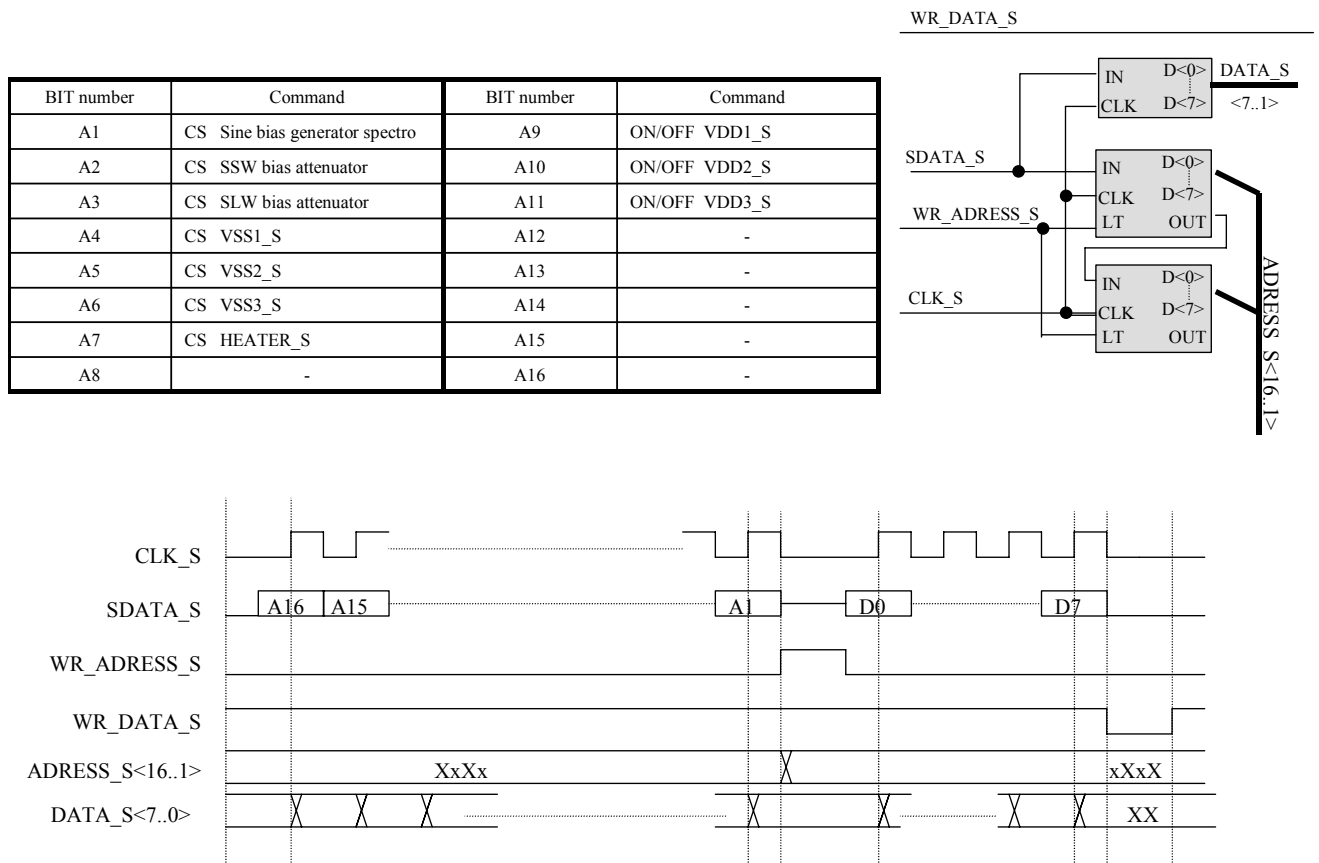 WR_DATA_S
BIT number Command BIT number Command
A1 CS Sine bias generator spectro A9 ON/OFF VDD1_S
A2 CS SSW bias attenuator A10 ON/OFF VDD2_S
A3 CS SLW bias attenuator A11 ON/OFF VDD3_S
A4 CS VSS1_S A12 -
A5 CS VSS2_S A13 -
A6 CS VSS3_S A14 -
A7 CS HEATER_S A15 -
A8 - A16 -
IN D<0> DATA_S
CLK D<7> <7..1>
SDATA_S
IN D<0>
CLK D<7>
WR_ADRESS_S
LT OUT
IN D<0>
CLK_S
CLK D<7>
LT OUT
ADRESS_S<16..1>
CLK_S
SDATA_S A16 A15 A1 D0 D7
WR_ADRESS_S
WR_DATA_S
ADRESS_S<16..1> XxXx xXxX
DATA_S<7..0> XX